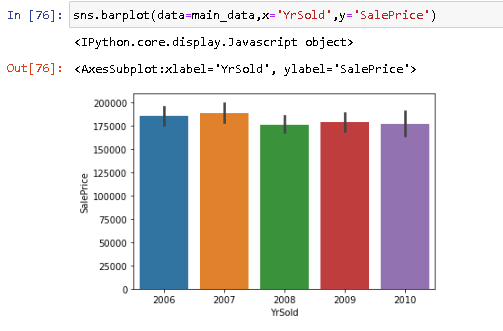 In [76]: sns.barplot(data=main_data,x='YrSold',y='SalePrice')
<IPython.core.display.Javascript object>
Out[76]: <AxesSubplot:xlabel='YrSold', ylabel='SalePrice'>
200000
175000
150000
125000
100000
75000
50000
25000
0
SalePrice
2006 2007 2008 2009 2010
YrSold